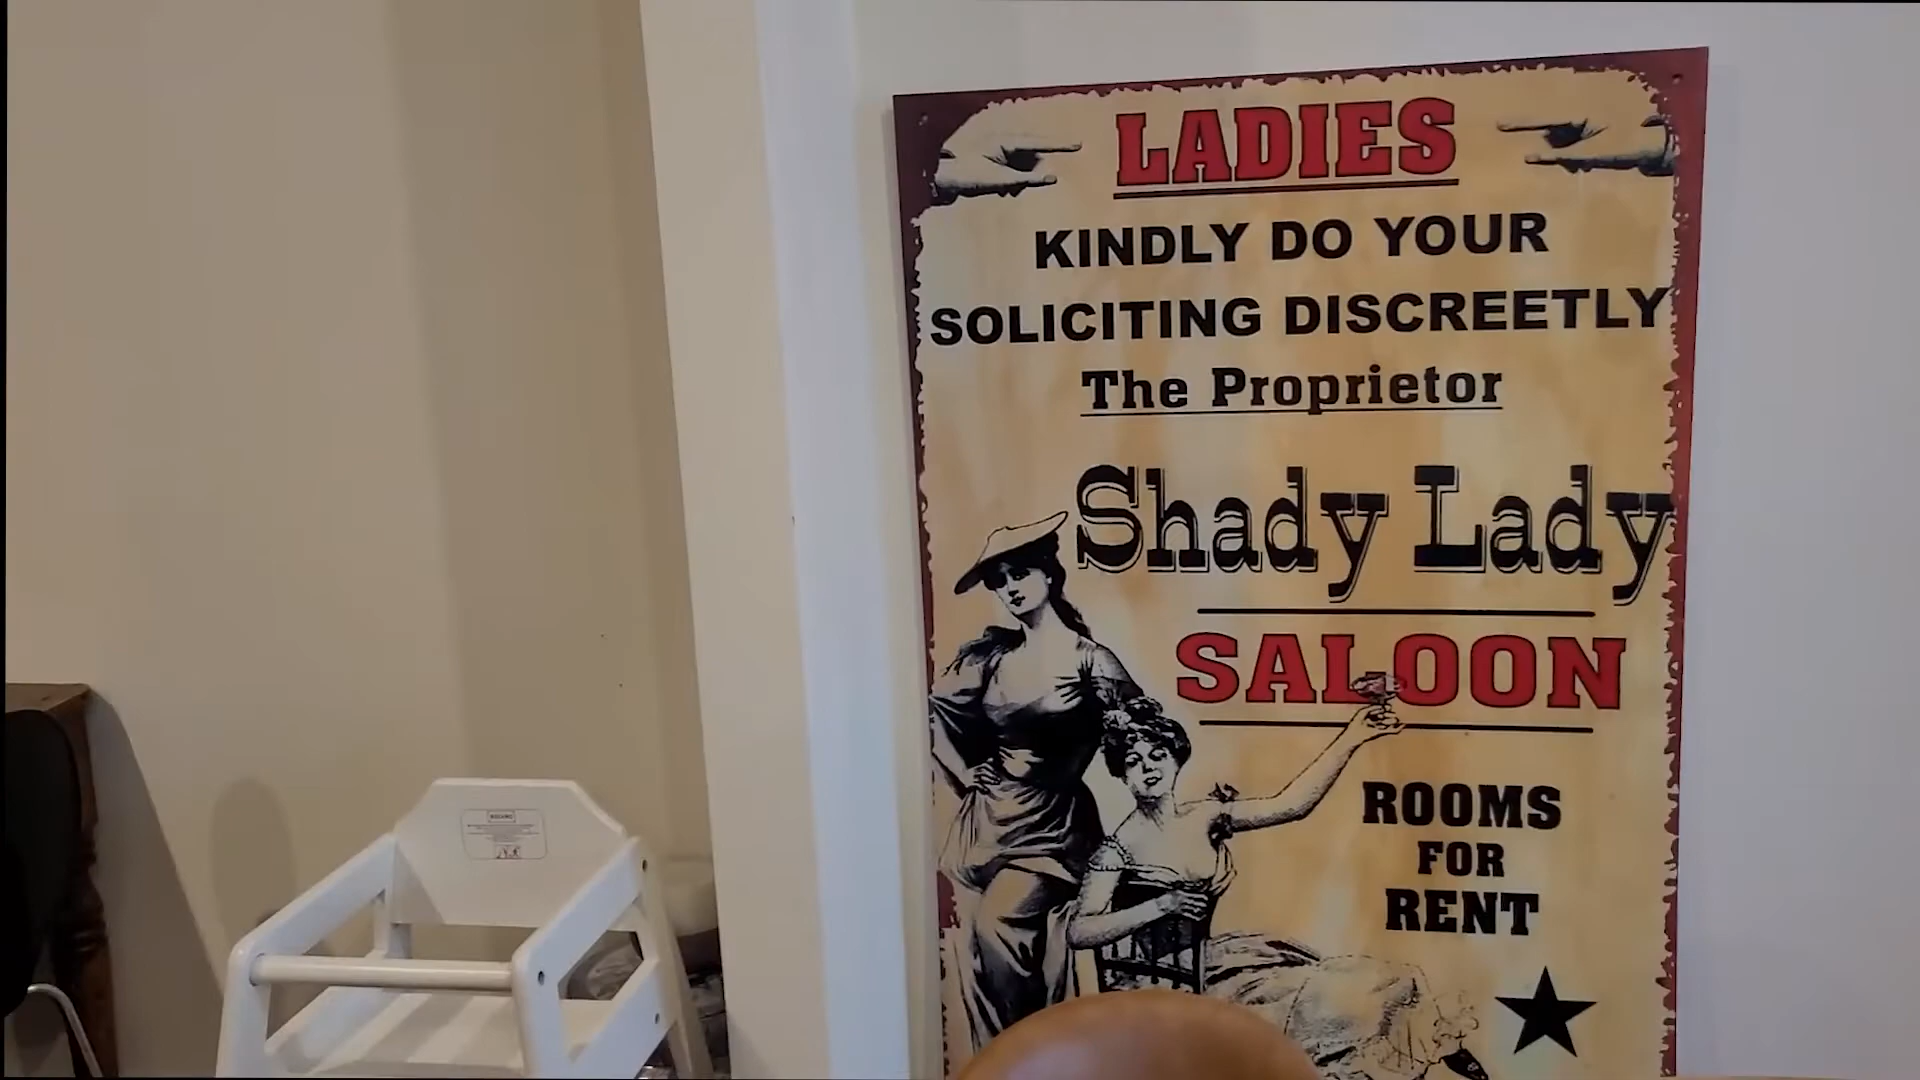 LADIES
KINDLY DO YOUR
SOLICITING DISCREETLY
The Proprietor
Shady Lady
SALOON
ROOMS
FOR
RENT